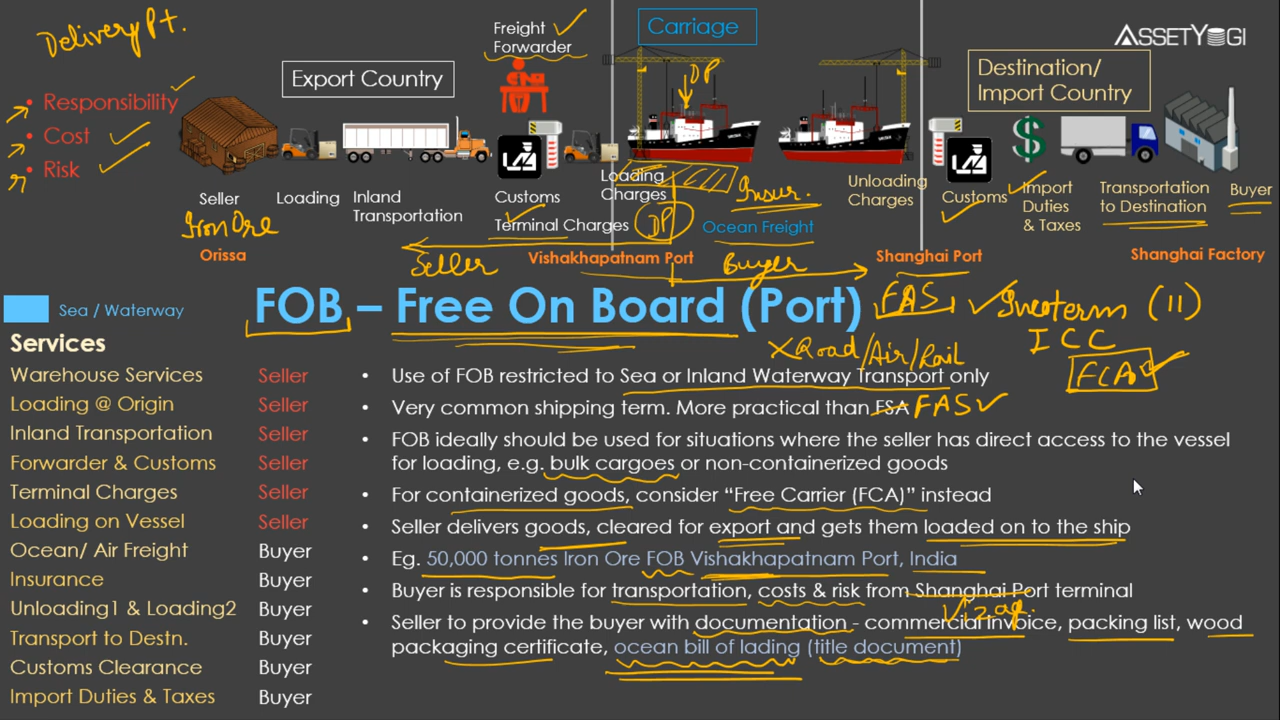 Delivery Pt.
Freight
Forwarder
Carriage
ASSETYOGI
Export Country
DP
Destination/
Import Country
• Responsibility
• Cost
• Risk
Seller
Loading
Inland
Transportation
Customs
Terminal Charges
Loading
Charges
DP
Insur.
Ocean Freight
Unloading
Charges
Customs
Import
Duties
& Taxes
Transportation
to Destination
Buyer
Iron Ore
Orissa
Seller
Vishakhapatnam Port
Buyer
Shanghai Port
Shanghai Factory
Sea / Waterway
FOB – Free On Board (Port)
FAS
Incoterm (11)
ICC
X Road/Air/Rail
FCA
Services
Warehouse Services Seller
Loading @ Origin Seller
Inland Transportation Seller
Forwarder & Customs Seller
Terminal Charges Seller
Loading on Vessel Seller
Ocean/ Air Freight Buyer
Insurance Buyer
Unloading1 & Loading2 Buyer
Transport to Destn. Buyer
Customs Clearance Buyer
Import Duties & Taxes Buyer
• Use of FOB restricted to Sea or Inland Waterway Transport only
• Very common shipping term. More practical than FSA FAS
• FOB ideally should be used for situations where the seller has direct access to the vessel
for loading, e.g. bulk cargoes or non-containerized goods
• For containerized goods, consider “Free Carrier (FCA)” instead
• Seller delivers goods, cleared for export and gets them loaded on to the ship
• Eg. 50,000 tonnes Iron Ore FOB Vishakhapatnam Port, India
• Buyer is responsible for transportation, costs & risk from Shanghai Port terminal
Vizag.
• Seller to provide the buyer with documentation - commercial invoice, packing list, wood
packaging certificate, ocean bill of lading (title document)